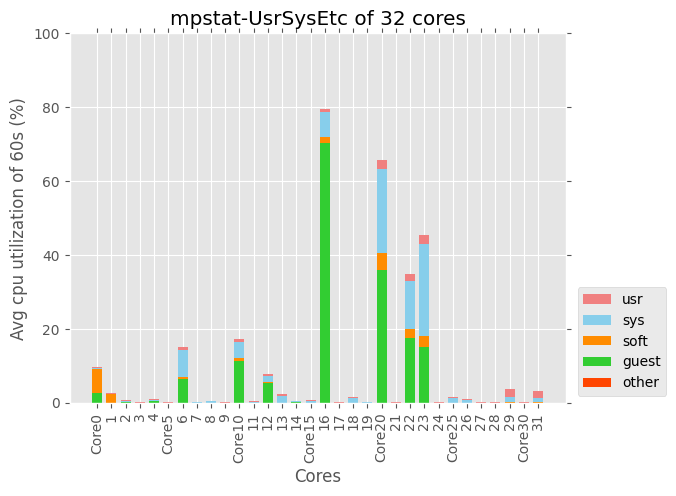 mpstat-UsrSysEtc of 32 cores
Avg cpu utilization of 60s (%)
100
80
60
40
20
0
Core0
1
2
3
4
Core5
6
7
8
9
Core10
11
12
13
14
Core15
16
17
18
19
Core20
21
22
23
24
Core25
26
27
28
29
Core30
31
Cores
usr
sys
soft
guest
other